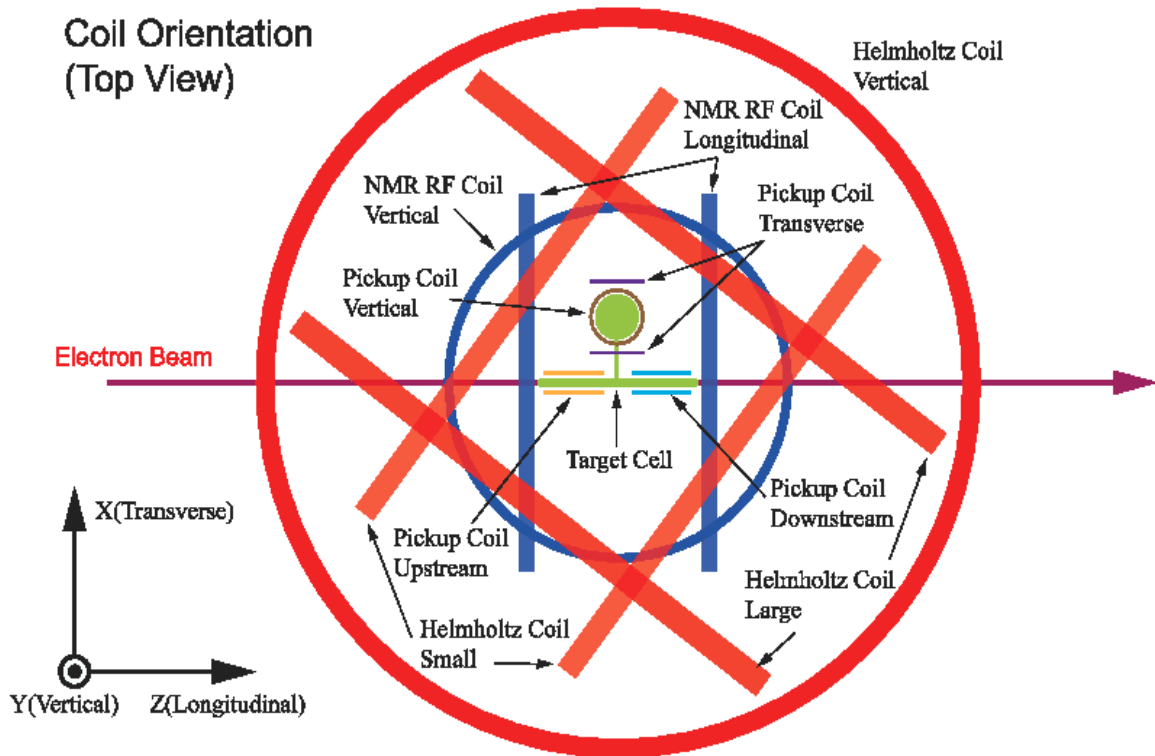 Coil Orientation
(Top View)
Helmholtz Coil
Vertical
NMR RF Coil
Longitudinal
NMR RF Coil
Vertical
Pickup Coil
Transverse
Pickup Coil
Vertical
Electron Beam
Target Cell
X(Transverse)
Pickup Coil
Upstream
Pickup Coil
Downstream
Helmholtz Coil
Small
Helmholtz Coil
Large
Y(Vertical)
Z(Longitudinal)